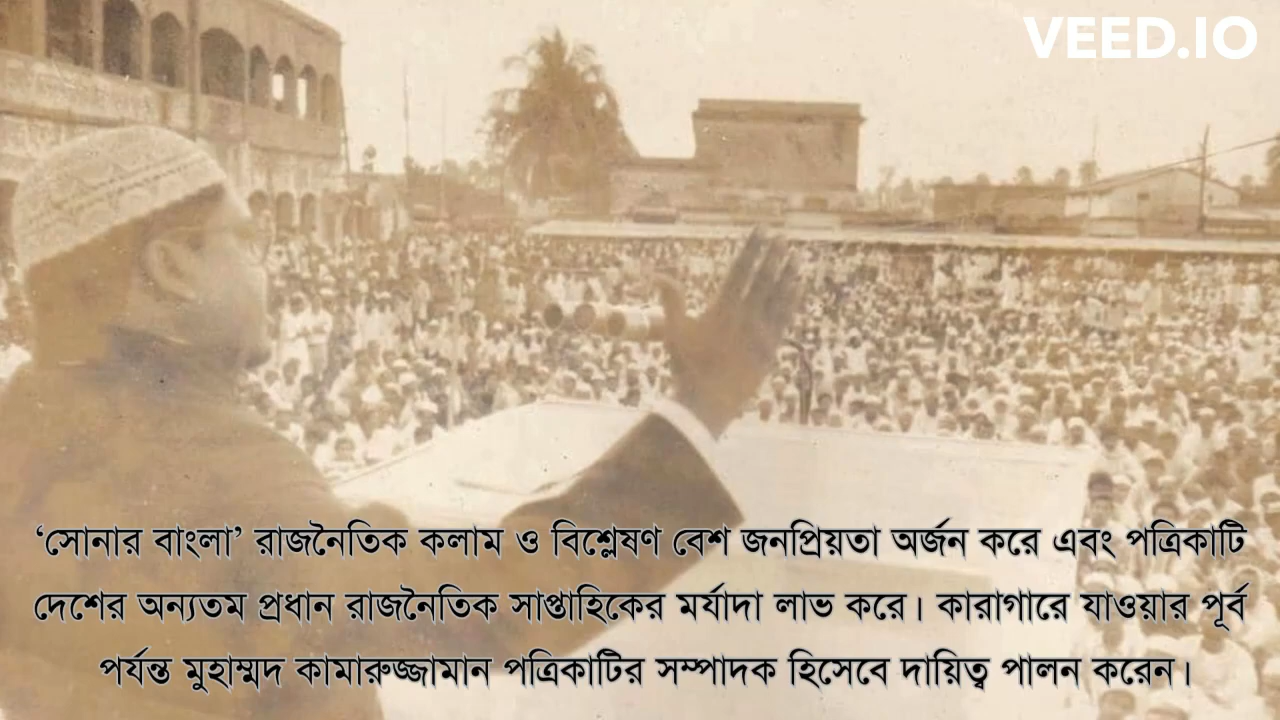 VEED.IO
‘সোনার বাংলা’ রাজনৈতিক কলাম ও বিশ্লেষণ বেশ জনপ্রিয়তা অর্জন করে এবং পত্রিকাটি
দেশের অন্যতম প্রধান রাজনৈতিক সাপ্তাহিকের মর্যাদা লাভ করে। কারাগারে যাওয়ার পূর্ব
পর্যন্ত মুহাম্মদ কামারুজ্জামান পত্রিকাটির সম্পাদক হিসেবে দায়িত্ব পালন করেন।